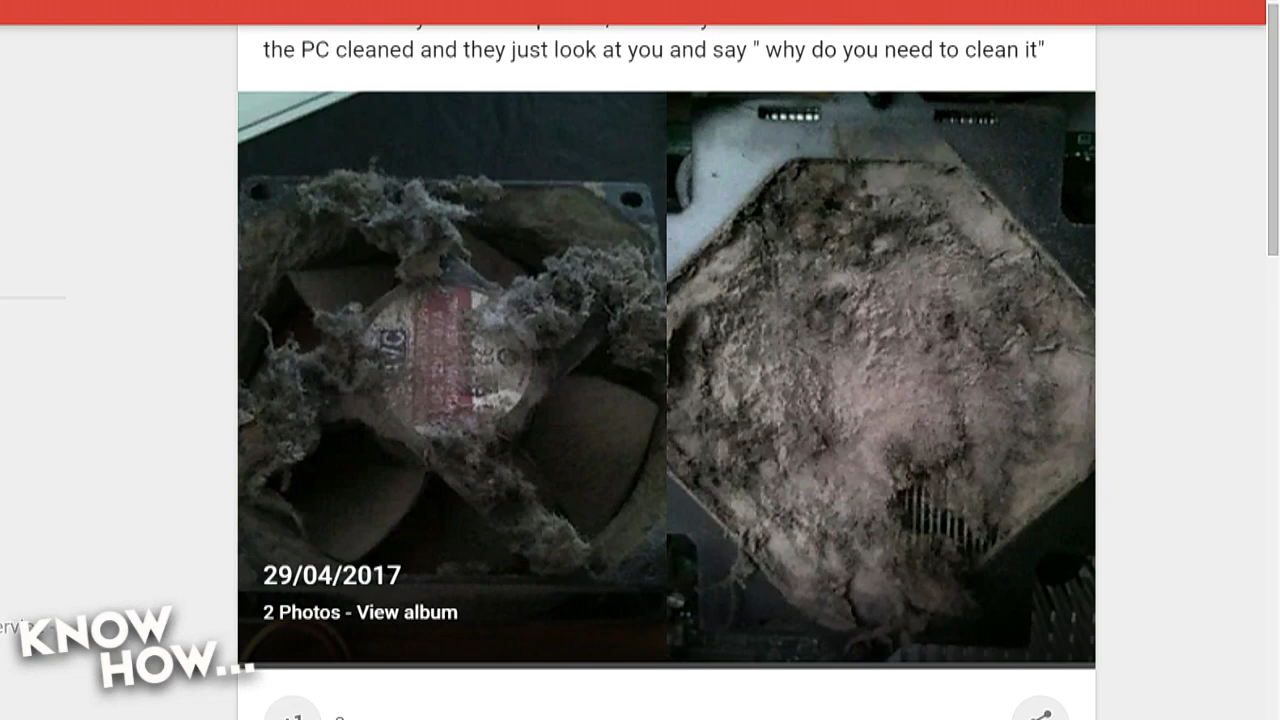 the PC cleaned and they just look at you and say " why do you need to clean it"
29/04/2017
2 Photos - View album
KNOW
HOW...
+1